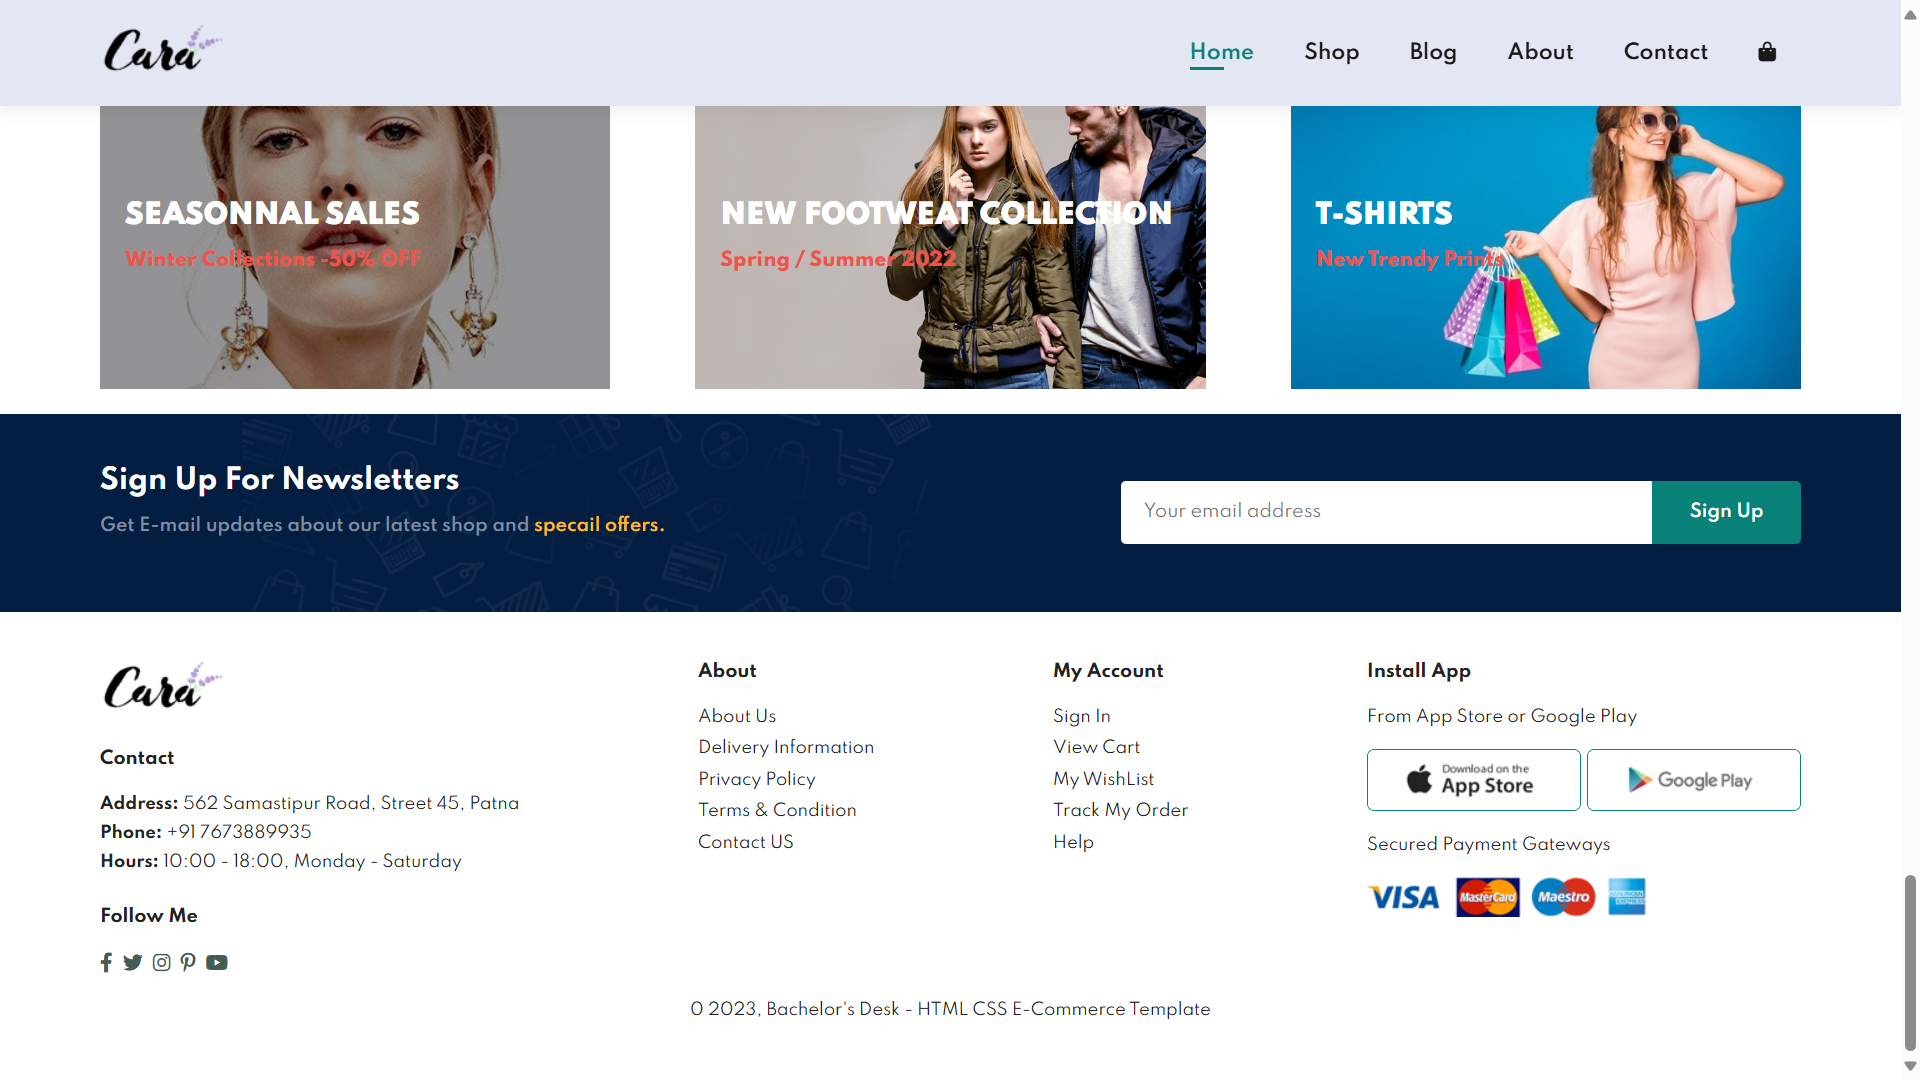 Cara
Home Shop Blog About Contact
SEASONNAL SALES
Winter Collections -50% OFF
NEW FOOTWEAT COLLECTION
Spring / Summer 2022
T-SHIRTS
New Trendy Prints
Sign Up For Newsletters
Get E-mail updates about our latest shop and specail offers.
Your email address
Sign Up
Cara
Contact
Address: 562 Samastipur Road, Street 45, Patna
Phone: +91 7673889935
Hours: 10:00 - 18:00, Monday - Saturday
Follow Me
About
About Us
Delivery Information
Privacy Policy
Terms & Condition
Contact US
My Account
Sign In
View Cart
My WishList
Track My Order
Help
Install App
From App Store or Google Play
Download on the
App Store
Google Play
Secured Payment Gateways
VISA MasterCard Maestro AMERICAN EXPRESS
0 2023, Bachelor's Desk - HTML CSS E-Commerce Template